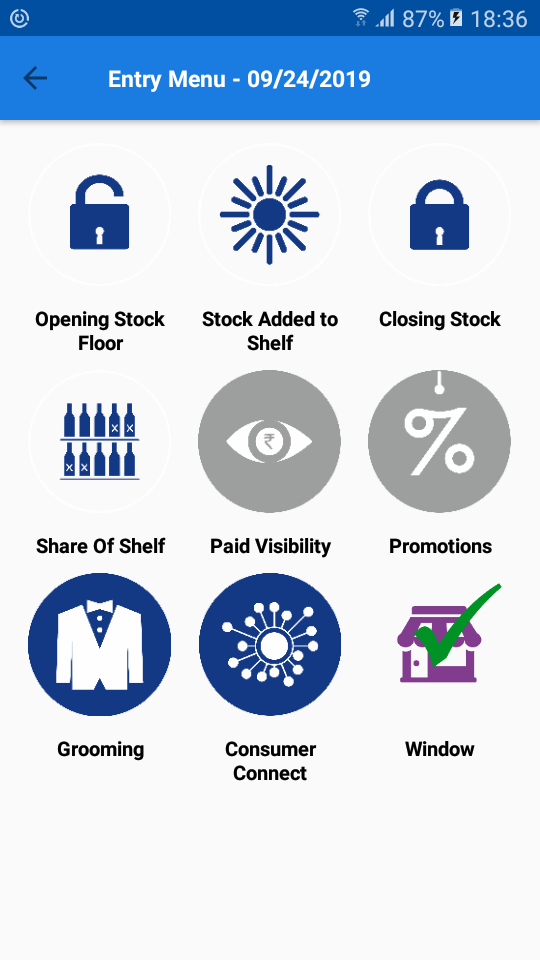 87% 18:36
Entry Menu - 09/24/2019
Opening Stock
Floor
Stock Added to
Shelf
Closing Stock
Share Of Shelf
₹
Paid Visibility
%
Promotions
Grooming
Consumer
Connect
Window